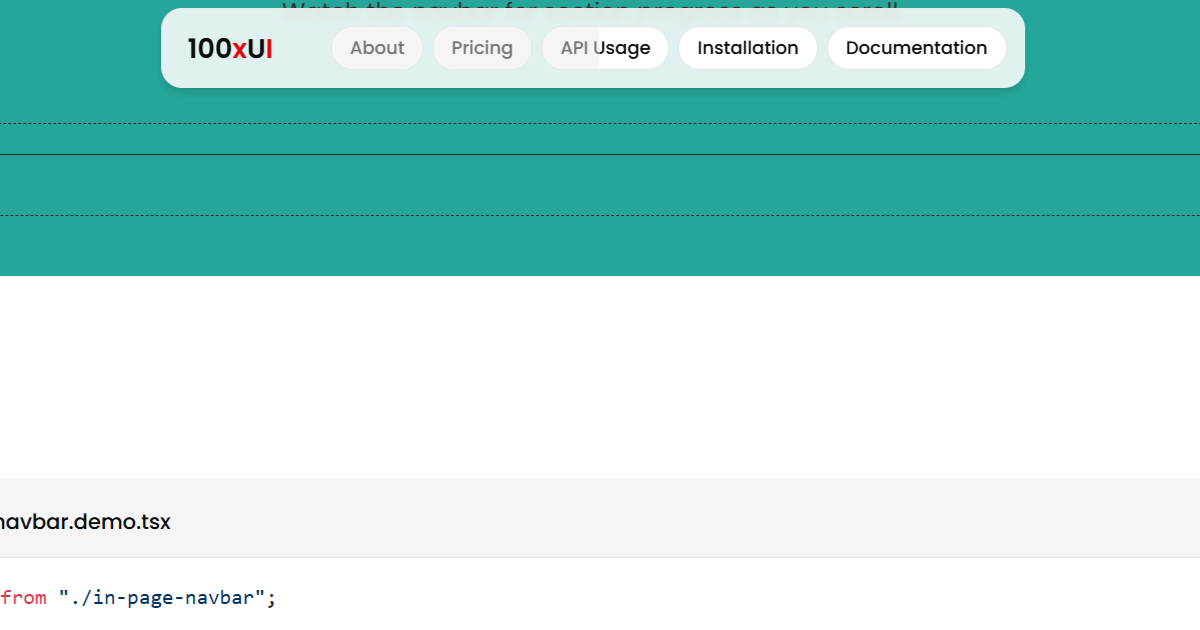 Watch the navbar for section progress as you scroll
100xUI
About
Pricing
API Usage
Installation
Documentation
navbar.demo.tsx
from "./in-page-navbar";